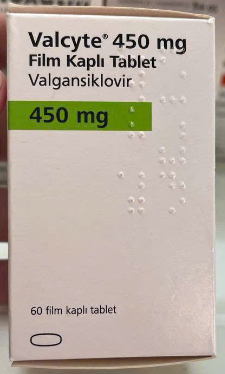 Valcyte® 450 mg
Film Kaplı Tablet
Valgansiklovir
450 mg
60 film kaplı tablet